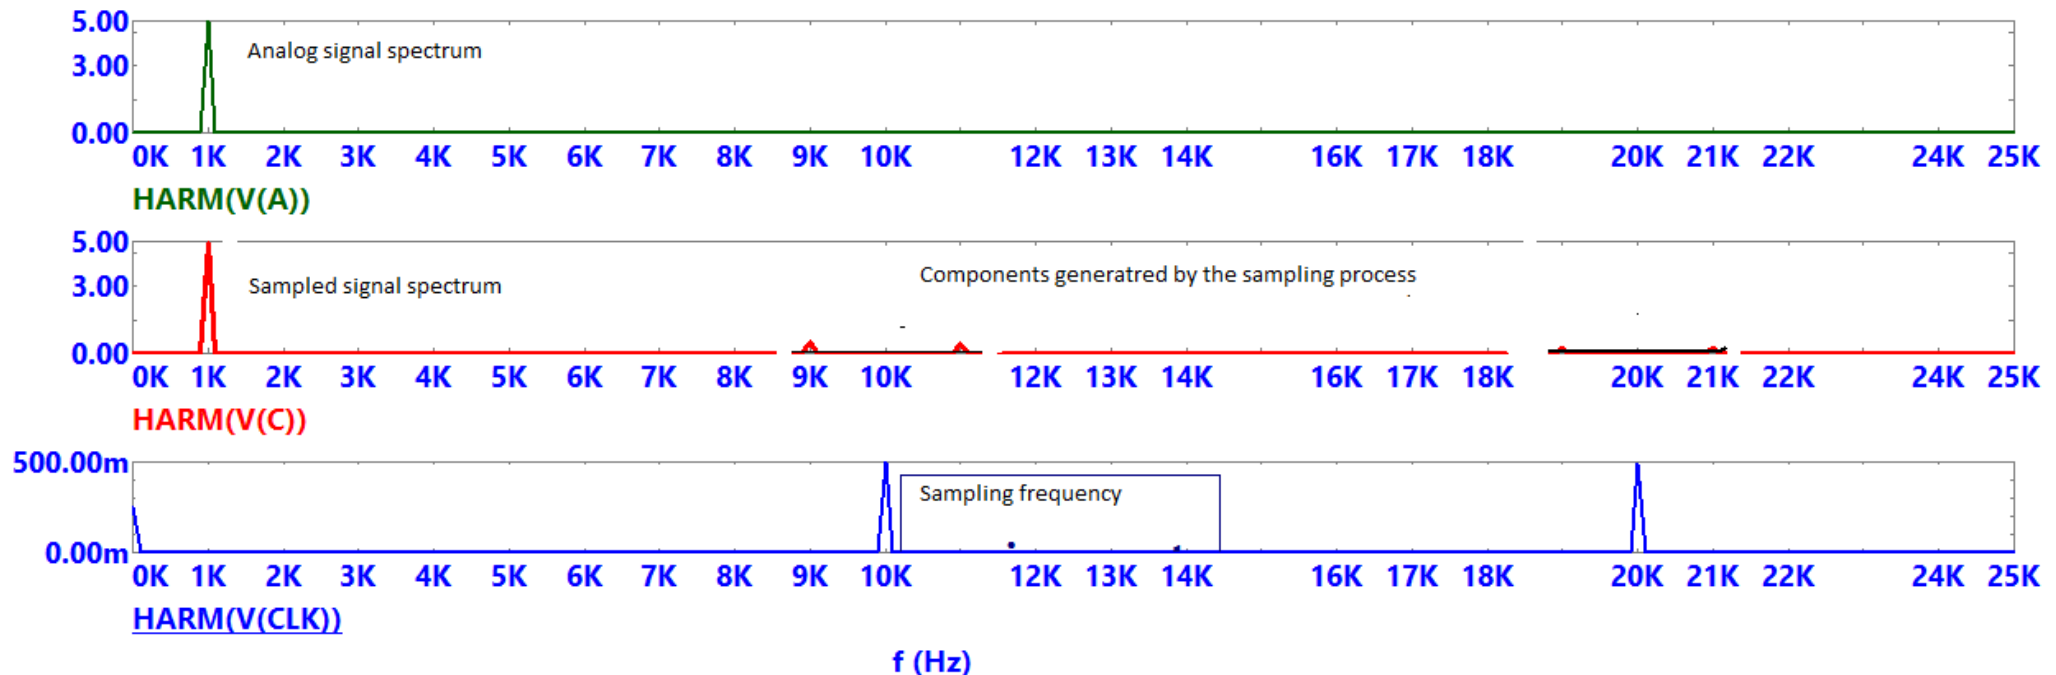 5.00
Analog signal spectrum
3.00
0.00
0K 1K 2K 3K 4K 5K 6K 7K 8K 9K 10K 12K 13K 14K 16K 17K 18K 20K 21K 22K 24K 25K
HARM(V(A))
5.00
Components generatred by the sampling process
3.00 Sampled signal spectrum
0.00
0K 1K 2K 3K 4K 5K 6K 7K 8K 9K 10K 12K 13K 14K 16K 17K 18K 20K 21K 22K 24K 25K
HARM(V(C))
500.00m
Sampling frequency
0.00m
0K 1K 2K 3K 4K 5K 6K 7K 8K 9K 10K 12K 13K 14K 16K 17K 18K 20K 21K 22K 24K 25K
HARM(V(CLK))
f (Hz)